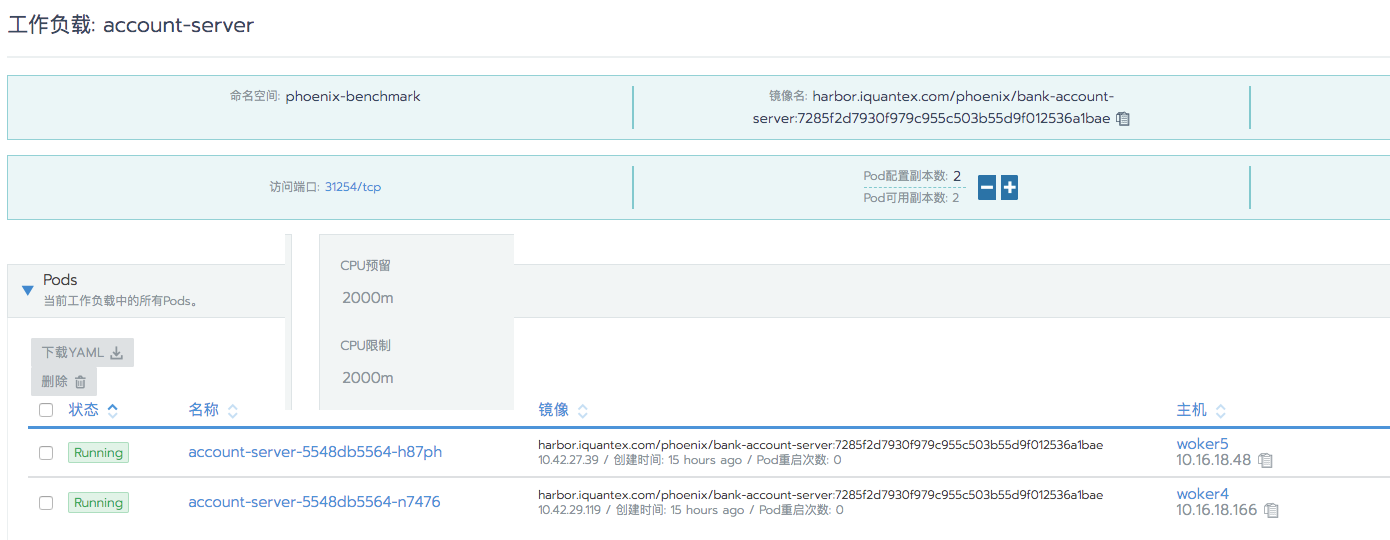 工作负载: account-server
命名空间: phoenix-benchmark
镜像名: harbor.iquantex.com/phoenix/bank-account-
server:7285f2d7930f979c955c503b55d9f012536a1bae
访问端口: 31254/tcp
Pod配置副本数: 2
Pod可用副本数: 2
Pods
当前工作负载中的所有Pods。
CPU预留
2000m
CPU限制
2000m
下载YAML
删除
状态 名称 镜像 主机
Running account-server-5548db5564-h87ph harbor.iquantex.com/phoenix/bank-account-server:7285f2d7930f979c955c503b55d9f012536a1bae woker5
10.42.27.39 / 创建时间: 15 hours ago / Pod重启次数: 0 10.16.18.48
Running account-server-5548db5564-n7476 harbor.iquantex.com/phoenix/bank-account-server:7285f2d7930f979c955c503b55d9f012536a1bae woker4
10.42.29.119 / 创建时间: 15 hours ago / Pod重启次数: 0 10.16.18.166